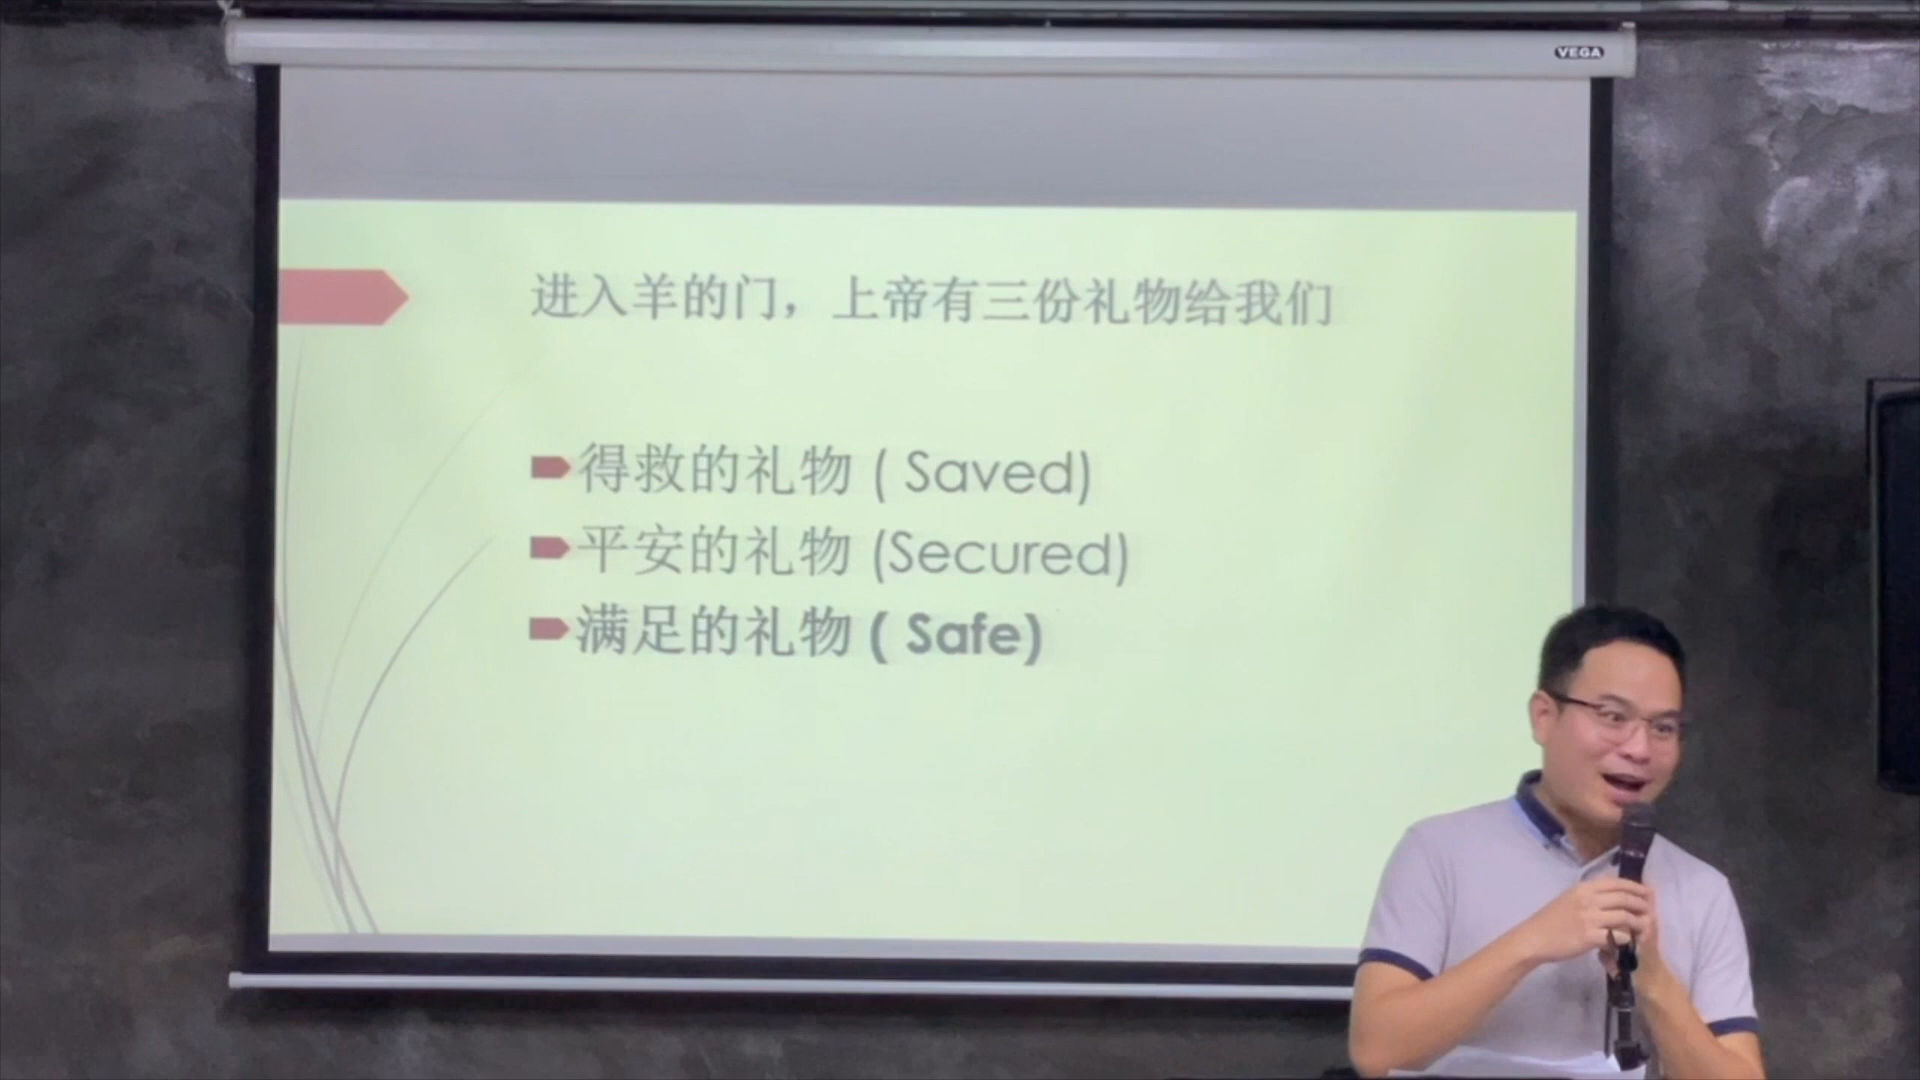 VEGA
进入羊的门，上帝有三份礼物给我们
得救的礼物 ( Saved)
平安的礼物 (Secured)
满足的礼物 ( Safe)